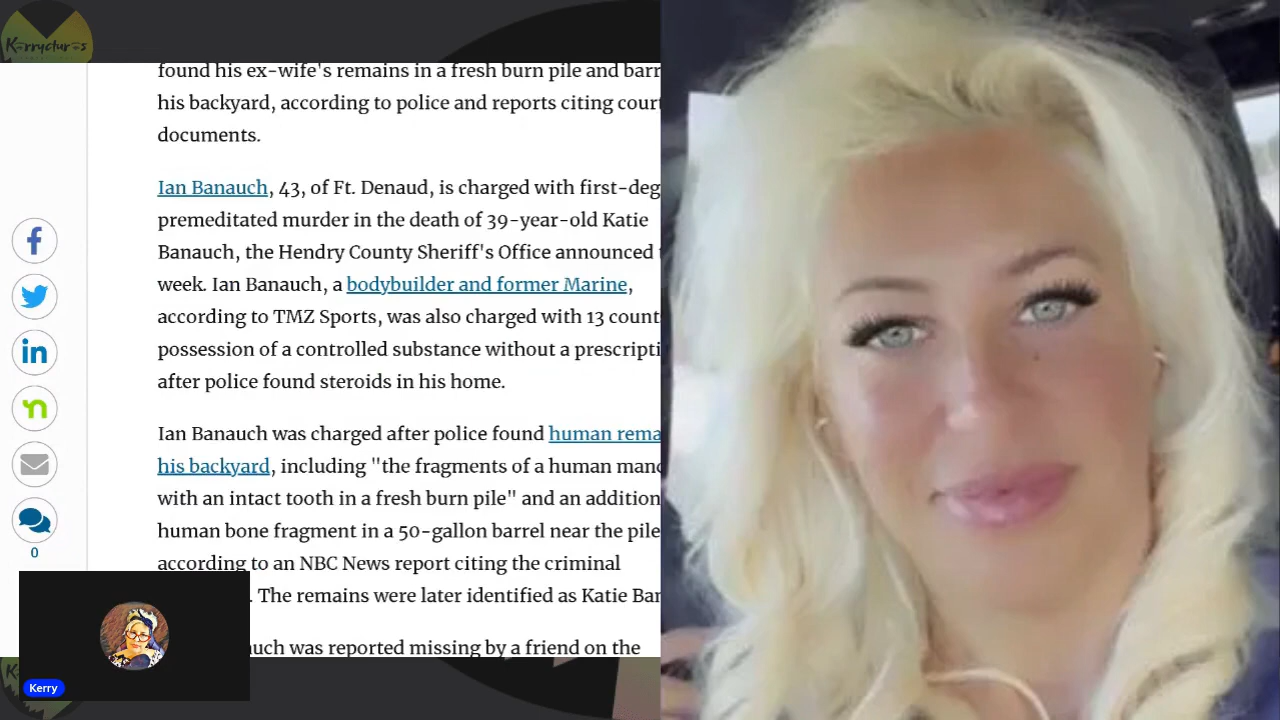 Kerryclures
found his ex-wife's remains in a fresh burn pile and barr
his backyard, according to police and reports citing court
documents.
Ian Banauch, 43, of Ft. Denaud, is charged with first-deg
premeditated murder in the death of 39-year-old Katie
Banauch, the Hendry County Sheriff's Office announced t
week. Ian Banauch, a bodybuilder and former Marine,
according to TMZ Sports, was also charged with 13 count
possession of a controlled substance without a prescripti
after police found steroids in his home.
Ian Banauch was charged after police found human rema
his backyard, including "the fragments of a human mand
with an intact tooth in a fresh burn pile" and an addition
human bone fragment in a 50-gallon barrel near the pile
according to an NBC News report citing the criminal
. The remains were later identified as Katie Ban
uch was reported missing by a friend on the
f
in
n
0
Kerry